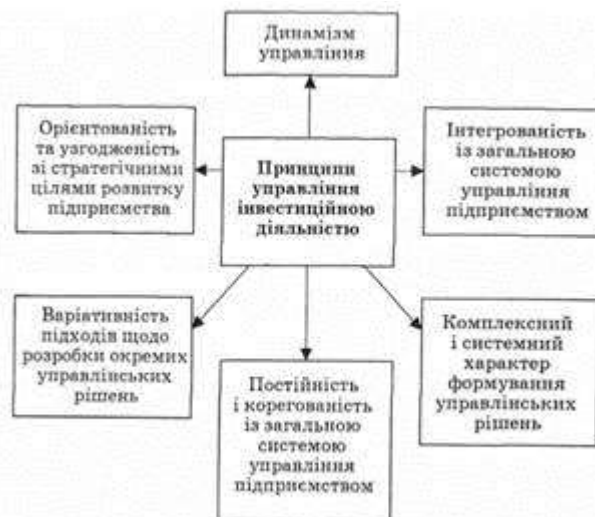 Динамізм
управління
Орієнтованість
та узгодженість
зі стратегічними
цілями розвитку
підприємства
Принципи
управління
інвестиційною
діяльністю
Інтегрованість
із загальною
системою
управління
підприємством
Варіативність
підходів щодо
розробки окремих
управлінських
рішень
Постійність
і корегованість
із загальною
системою
управління
підприємством
Комплексний
і системний
характер
формування
управлінських
рішень